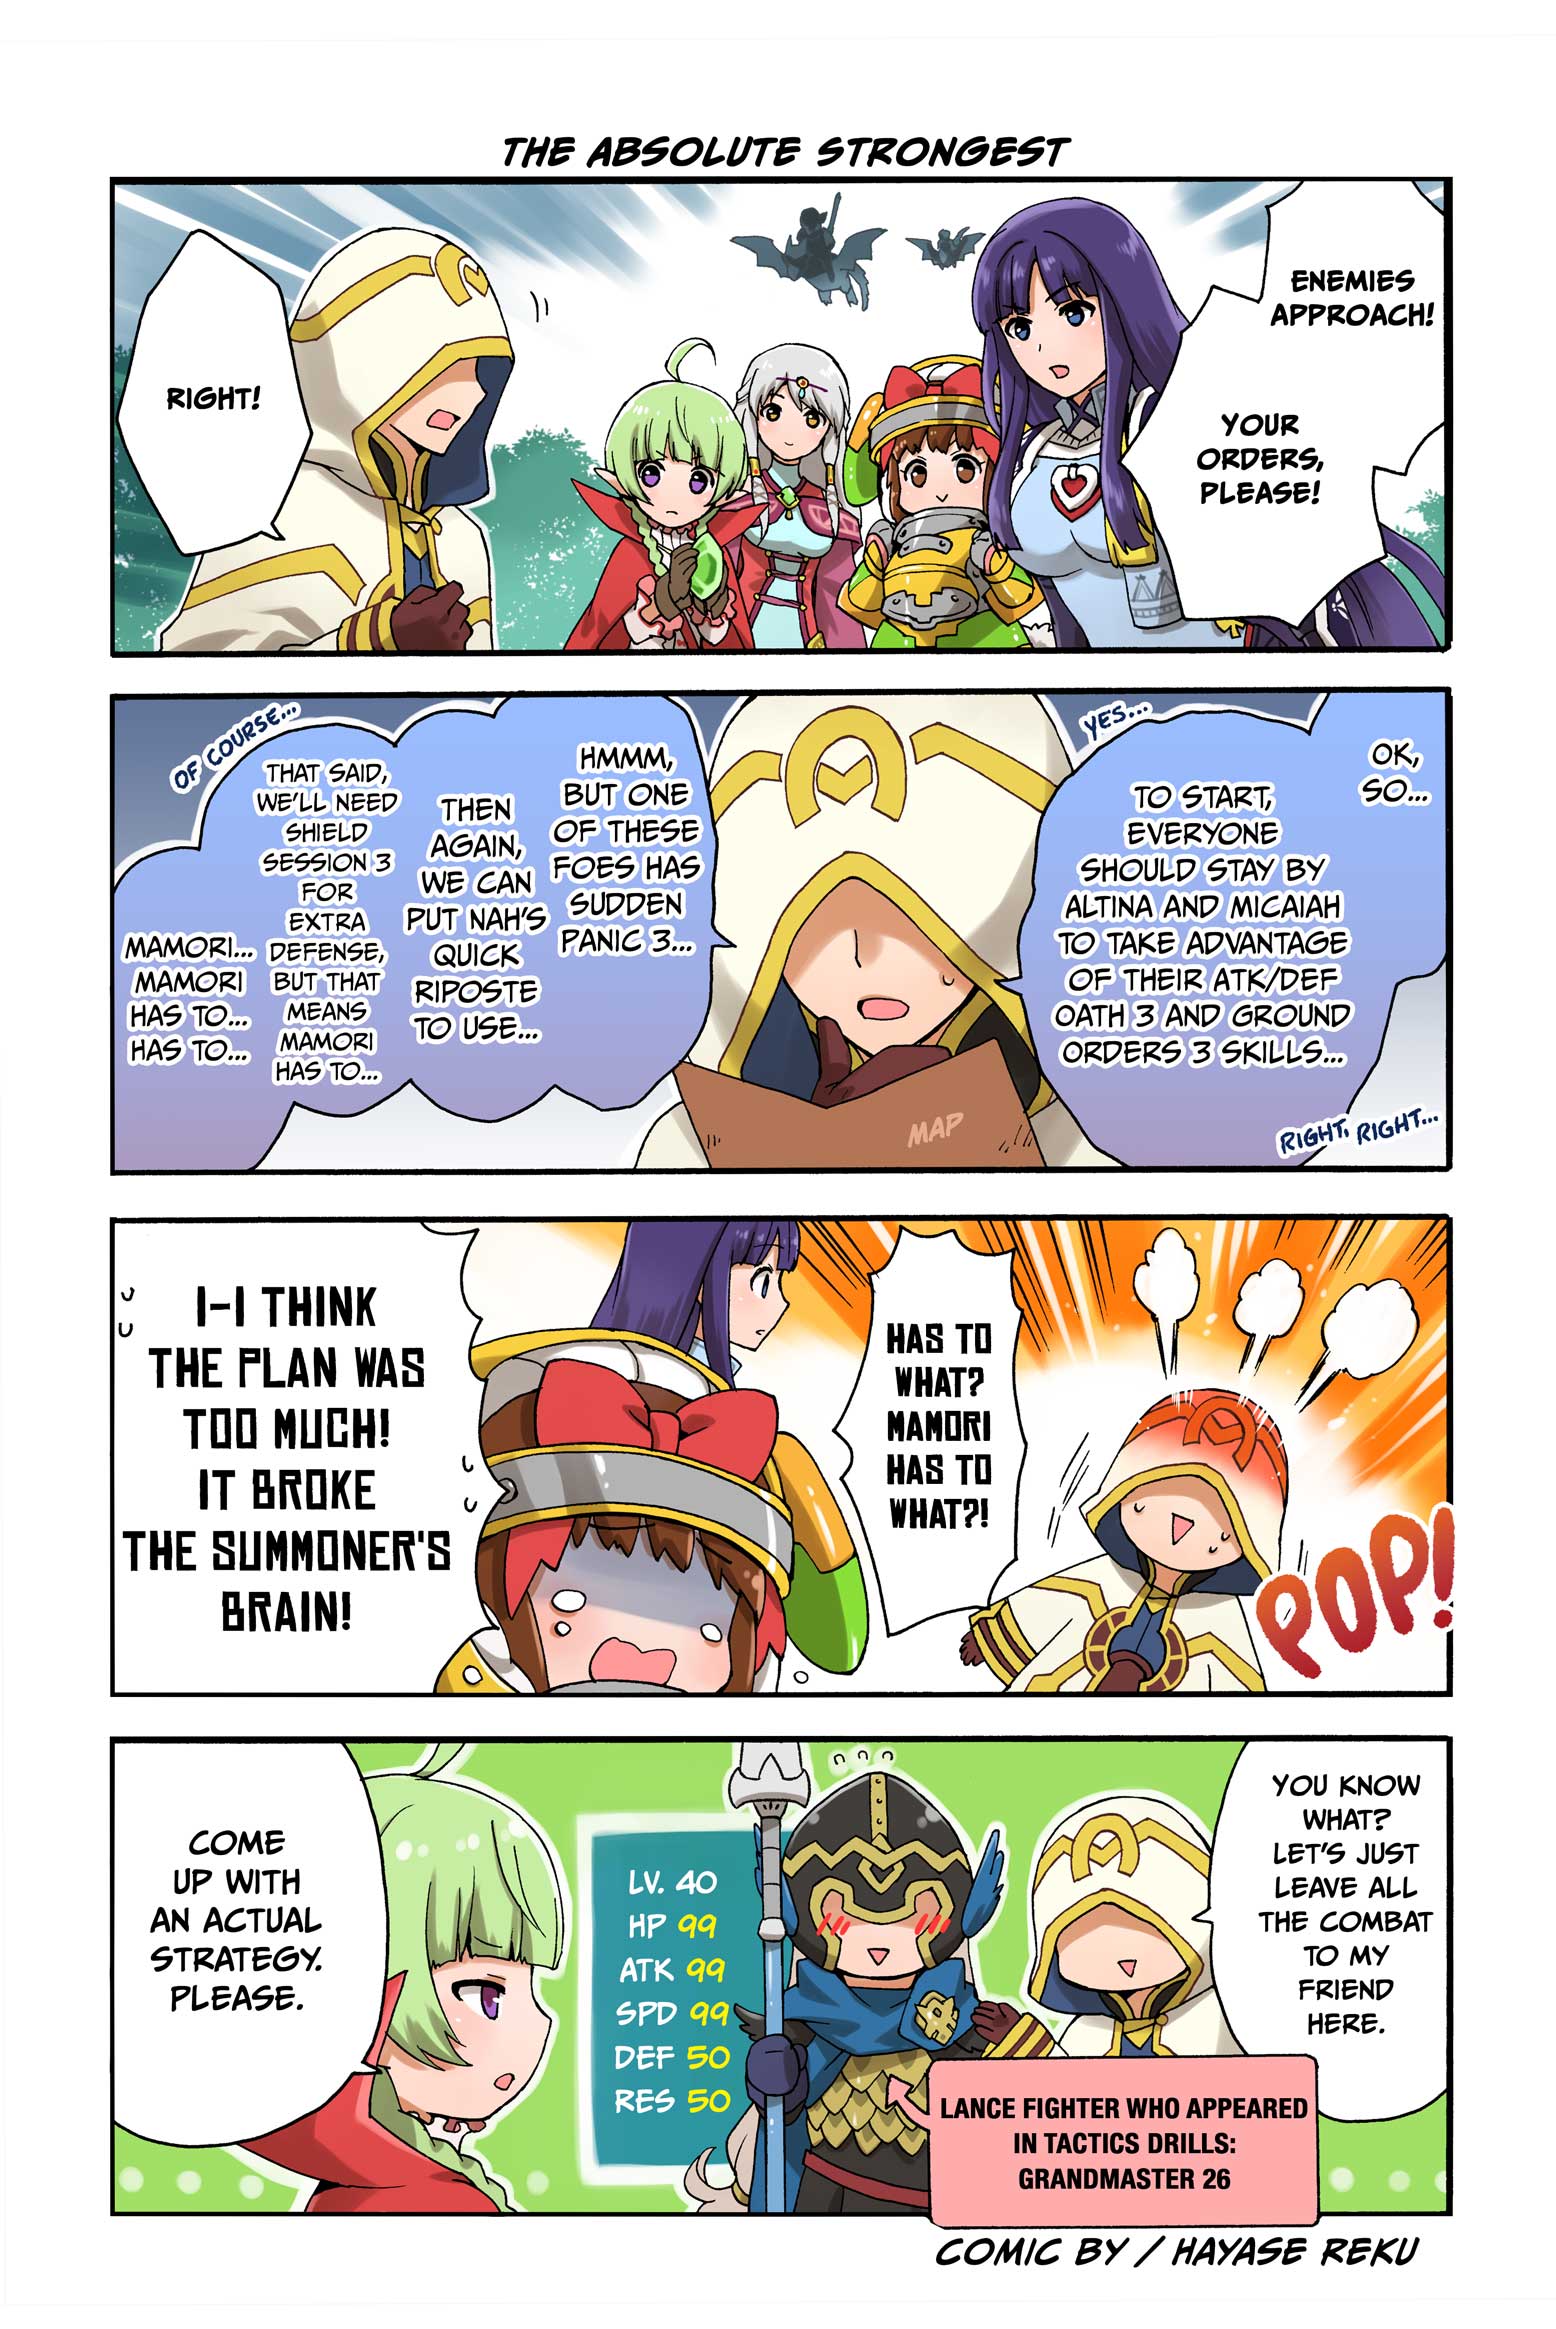 THE ABSOLUTE STRONGEST
ENEMIES
APPROACH!
YOUR
ORDERS,
PLEASE!
RIGHT!
OK,
SO...
YES...
TO START,
EVERYONE
SHOULD STAY BY
ALTINA AND MICAIAH
TO TAKE ADVANTAGE
OF THEIR ATK/DEF
OATH 3 AND GROUND
ORDERS 3 SKILLS...
RIGHT, RIGHT...
MAP
HMMM,
BUT ONE
OF THESE
FOES HAS
SUDDEN
PANIC 3...
THEN
AGAIN,
WE CAN
PUT NAH'S
QUICK
RIPOSTE
TO USE...
OF COURSE...
THAT SAID,
WE'LL NEED
SHIELD
SESSION 3
FOR
EXTRA
DEFENSE,
BUT THAT
MEANS
MAMORI
HAS TO...
MAMORI...
MAMORI
HAS TO...
HAS TO...
POP!
HAS TO
WHAT?
MAMORI
HAS TO
WHAT?!
I-I THINK
THE PLAN WAS
TOO MUCH!
IT BROKE
THE SUMMONER'S
BRAIN!
YOU KNOW
WHAT?
LET'S JUST
LEAVE ALL
THE COMBAT
TO MY
FRIEND
HERE.
LANCE FIGHTER WHO APPEARED
IN TACTICS DRILLS:
GRANDMASTER 26
LV. 40
HP 99
ATK 99
SPD 99
DEF 50
RES 50
COME
UP WITH
AN ACTUAL
STRATEGY.
PLEASE.
COMIC BY / HAYASE REKU